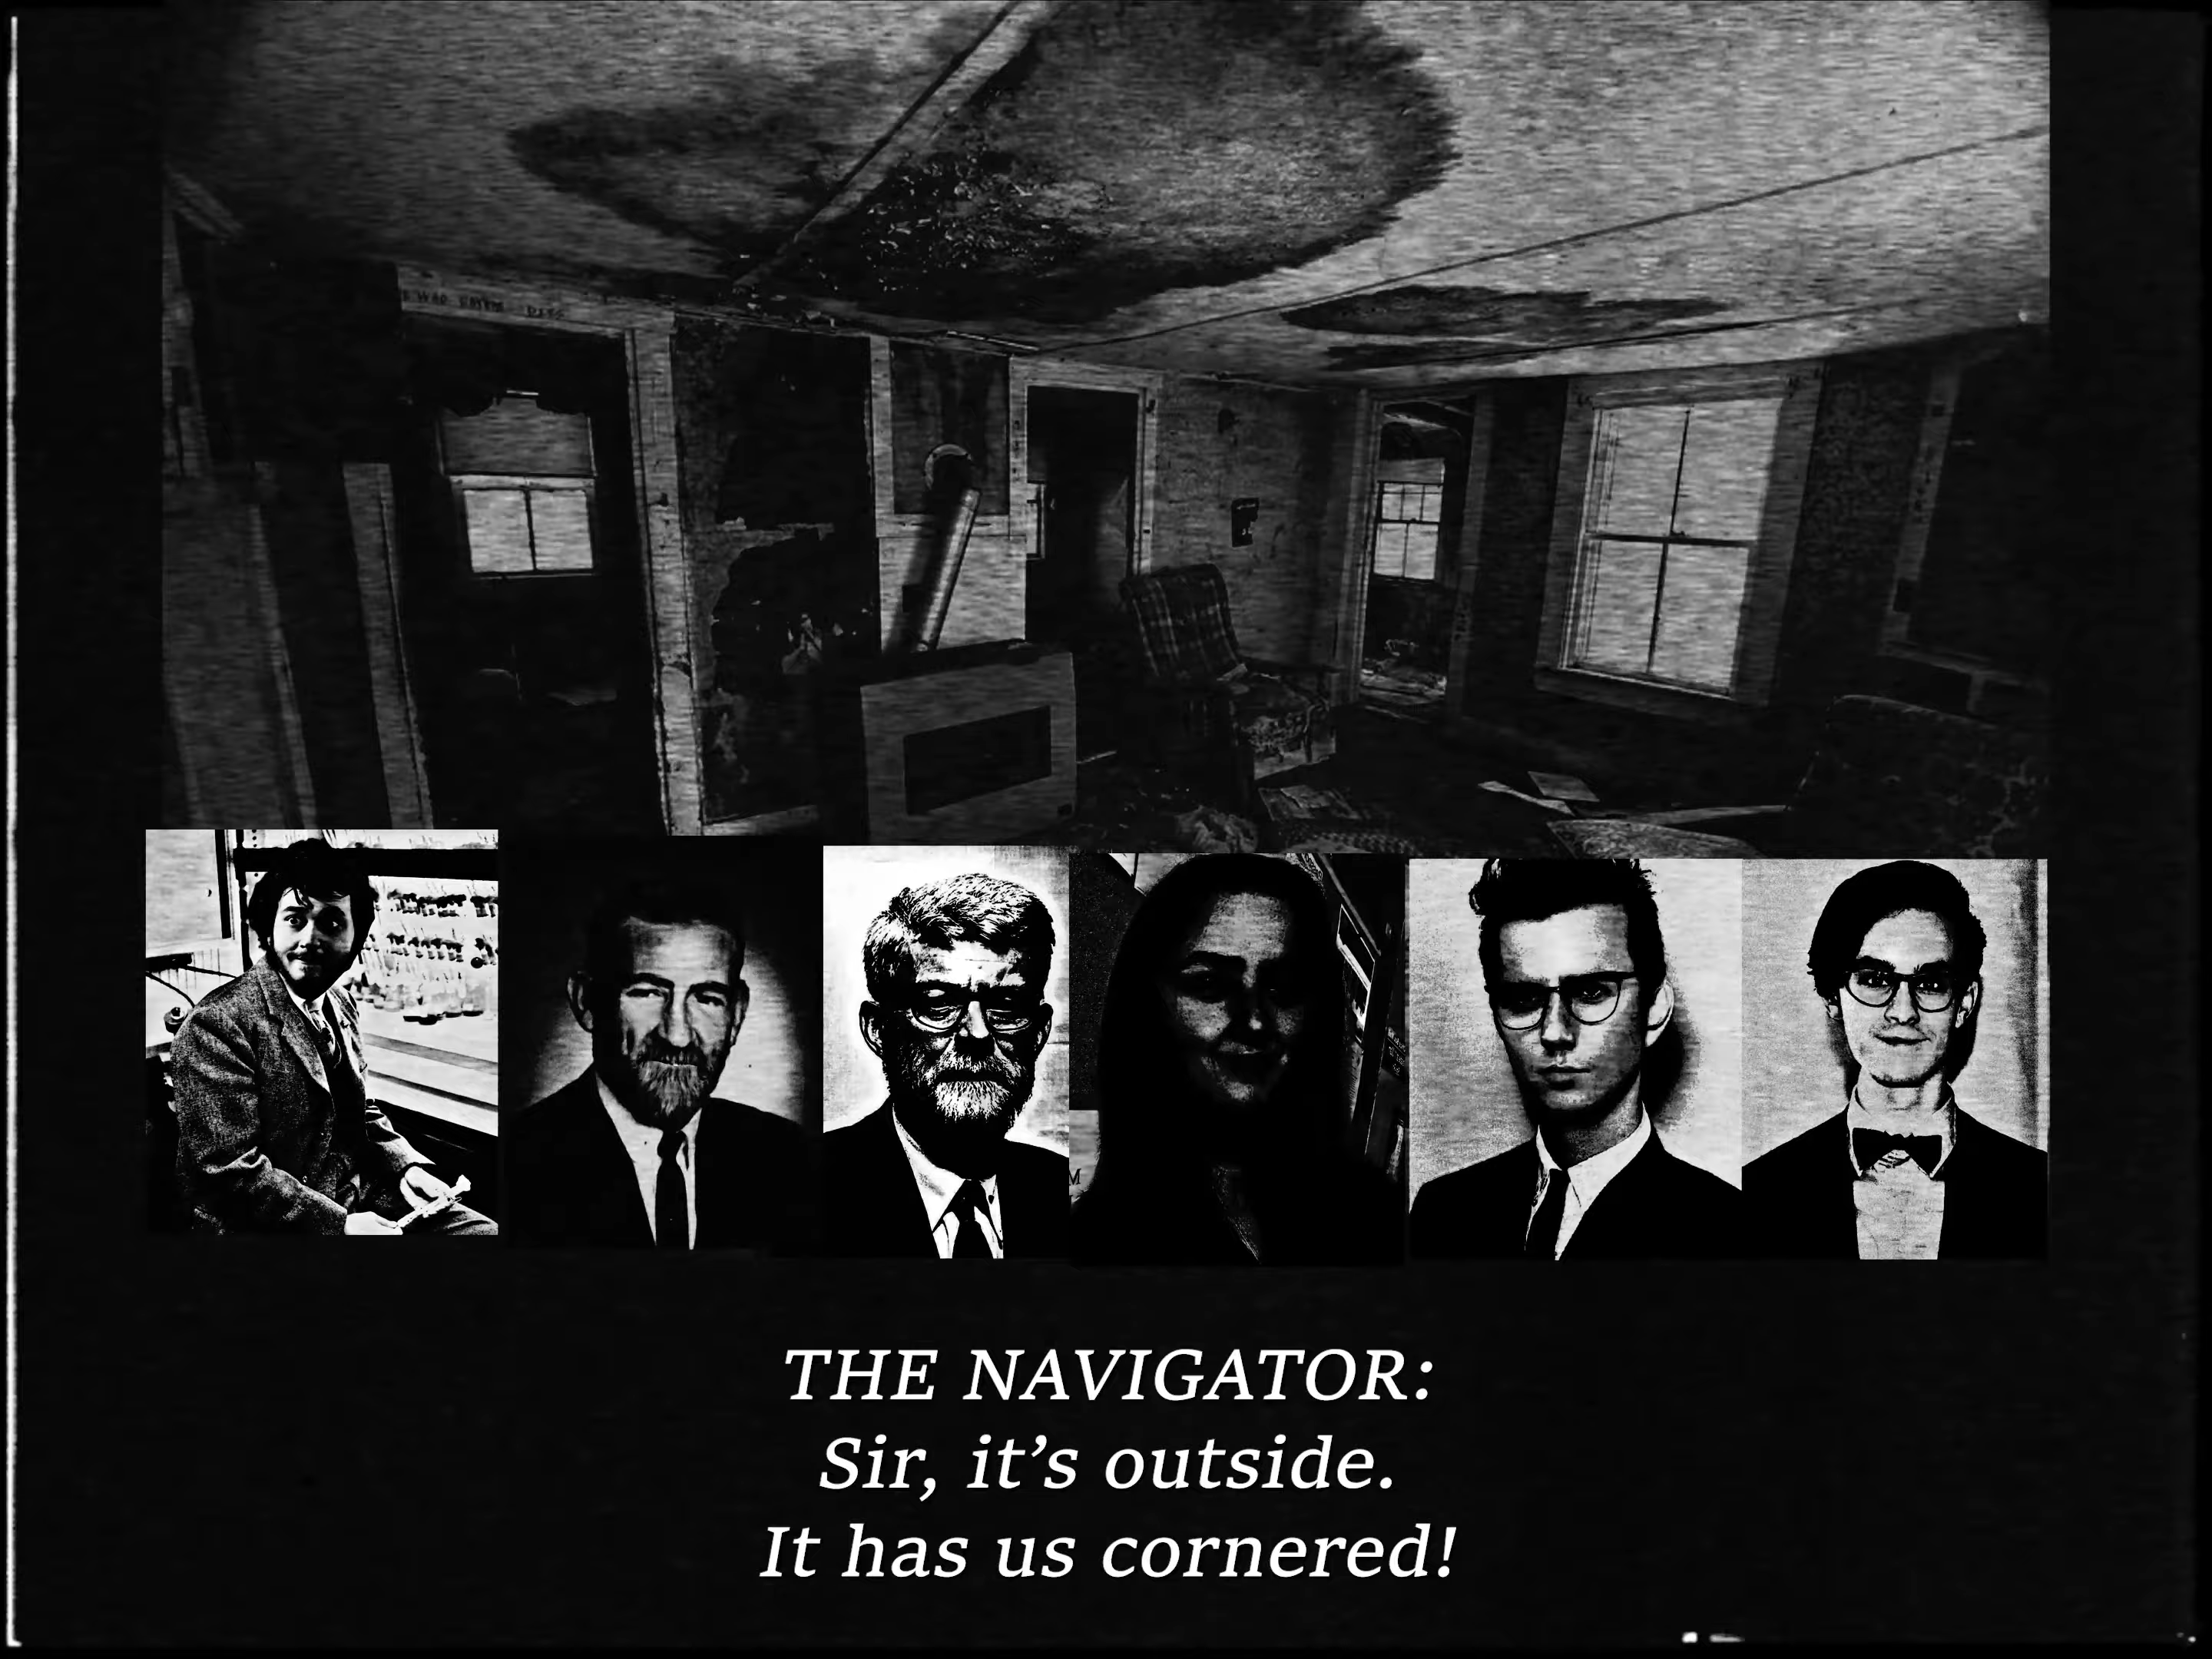 THE NAVIGATOR:
Sir, it’s outside.
It has us cornered!